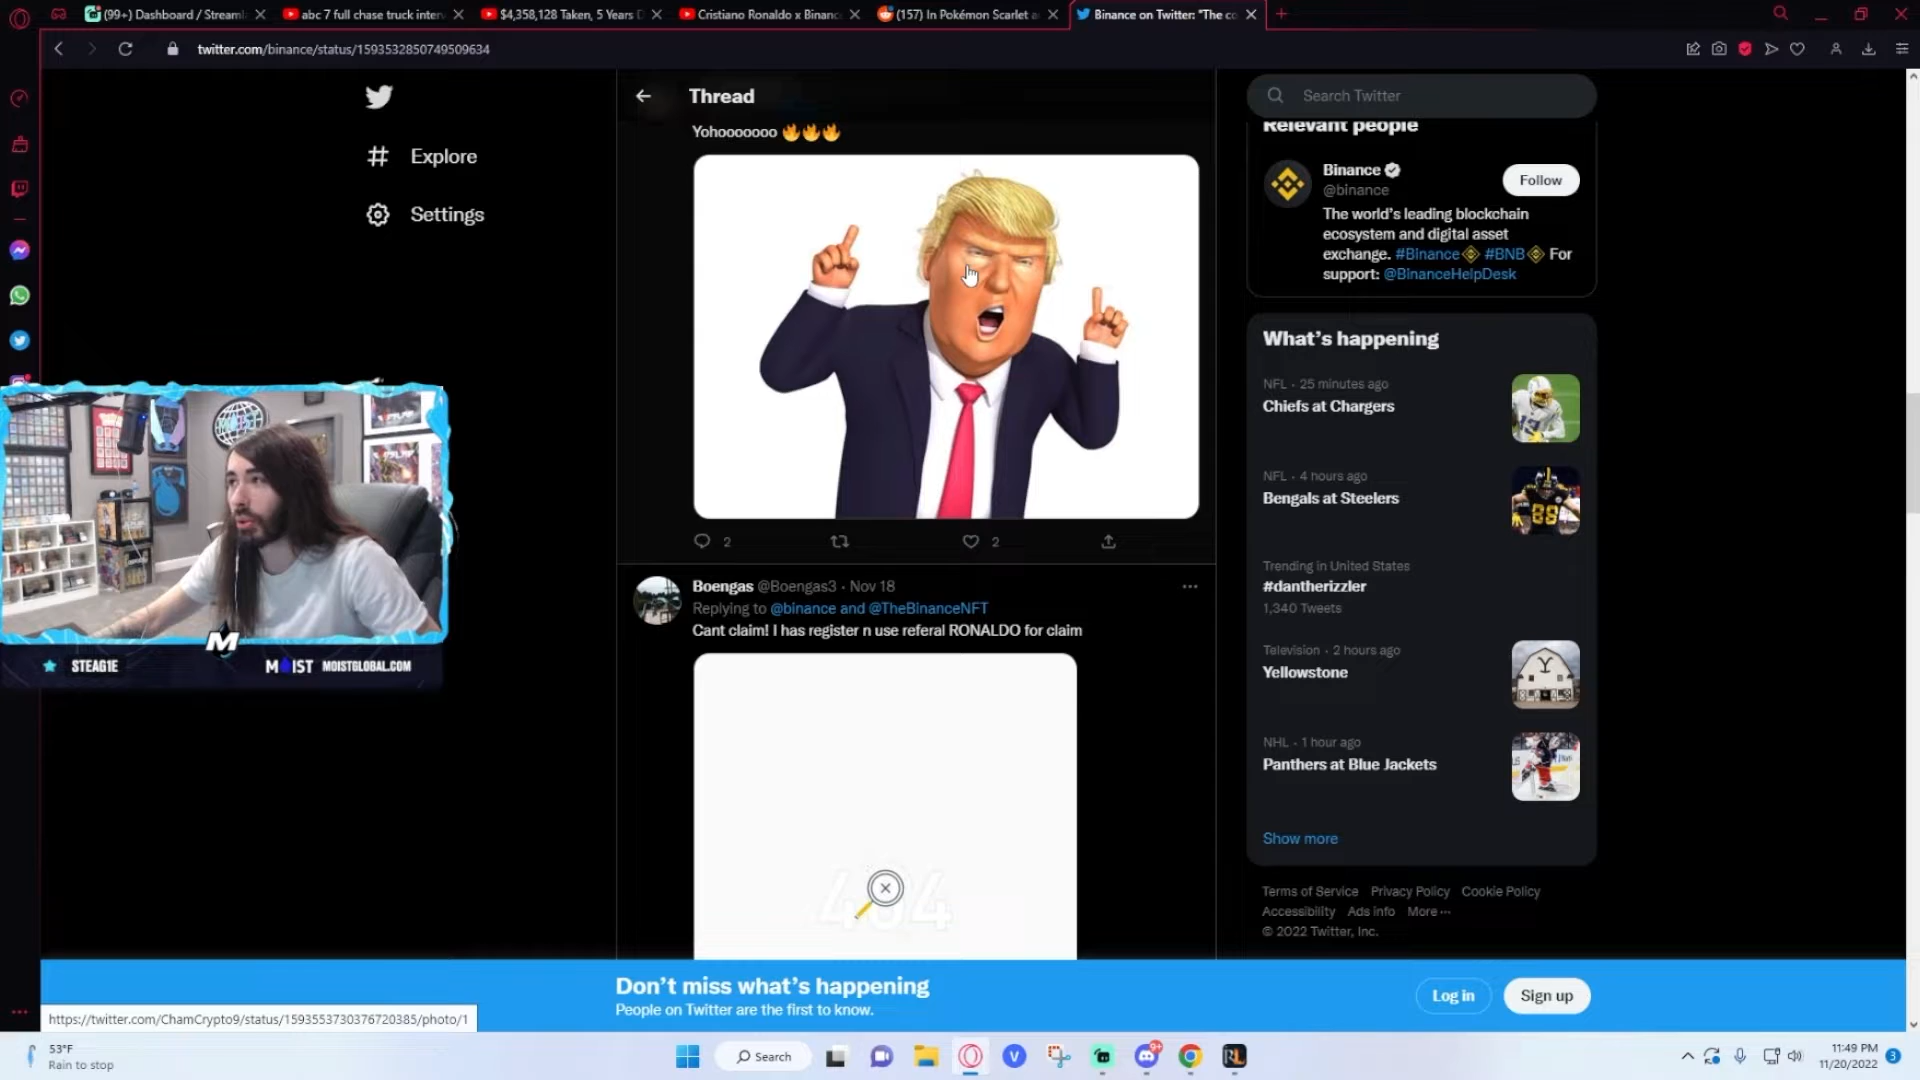 (99+) Dashboard / Streaml
abc 7 full chase truck inter
$4,358,128 Taken, 5 Years D
Cristiano Ronaldo x Binanc
(157) In Pokémon Scarlet a
Binance on Twitter: "The co
twitter.com/binance/status/1593532850749509634
Explore
Settings
Thread
Yohooooooo 🔥🔥🔥
2
2
Boengas @Boengas3 · Nov 18
Replying to @binance and @TheBinanceNFT
Cant claim! I has register n use referal RONALDO for claim
404
Search Twitter
Relevant people
Binance
@binance
Follow
The world's leading blockchain
ecosystem and digital asset
exchange. #Binance #BNB For
support: @BinanceHelpDesk
What's happening
NFL · 25 minutes ago
Chiefs at Chargers
NFL · 4 hours ago
Bengals at Steelers
Trending in United States
#dantherizzler
1,340 Tweets
Television · 2 hours ago
Yellowstone
NHL · 1 hour ago
Panthers at Blue Jackets
Show more
Terms of Service Privacy Policy Cookie Policy
Accessibility Ads info More ...
© 2022 Twitter, Inc.
STEAG1E
M
MOIST MOISTGLOBAL.COM
Don't miss what's happening
People on Twitter are the first to know.
Log in
Sign up
https://twitter.com/ChamCrypto9/status/1593553730376720385/photo/1
53°F
Rain to stop
Search
9+
11:49 PM
11/20/2022
3